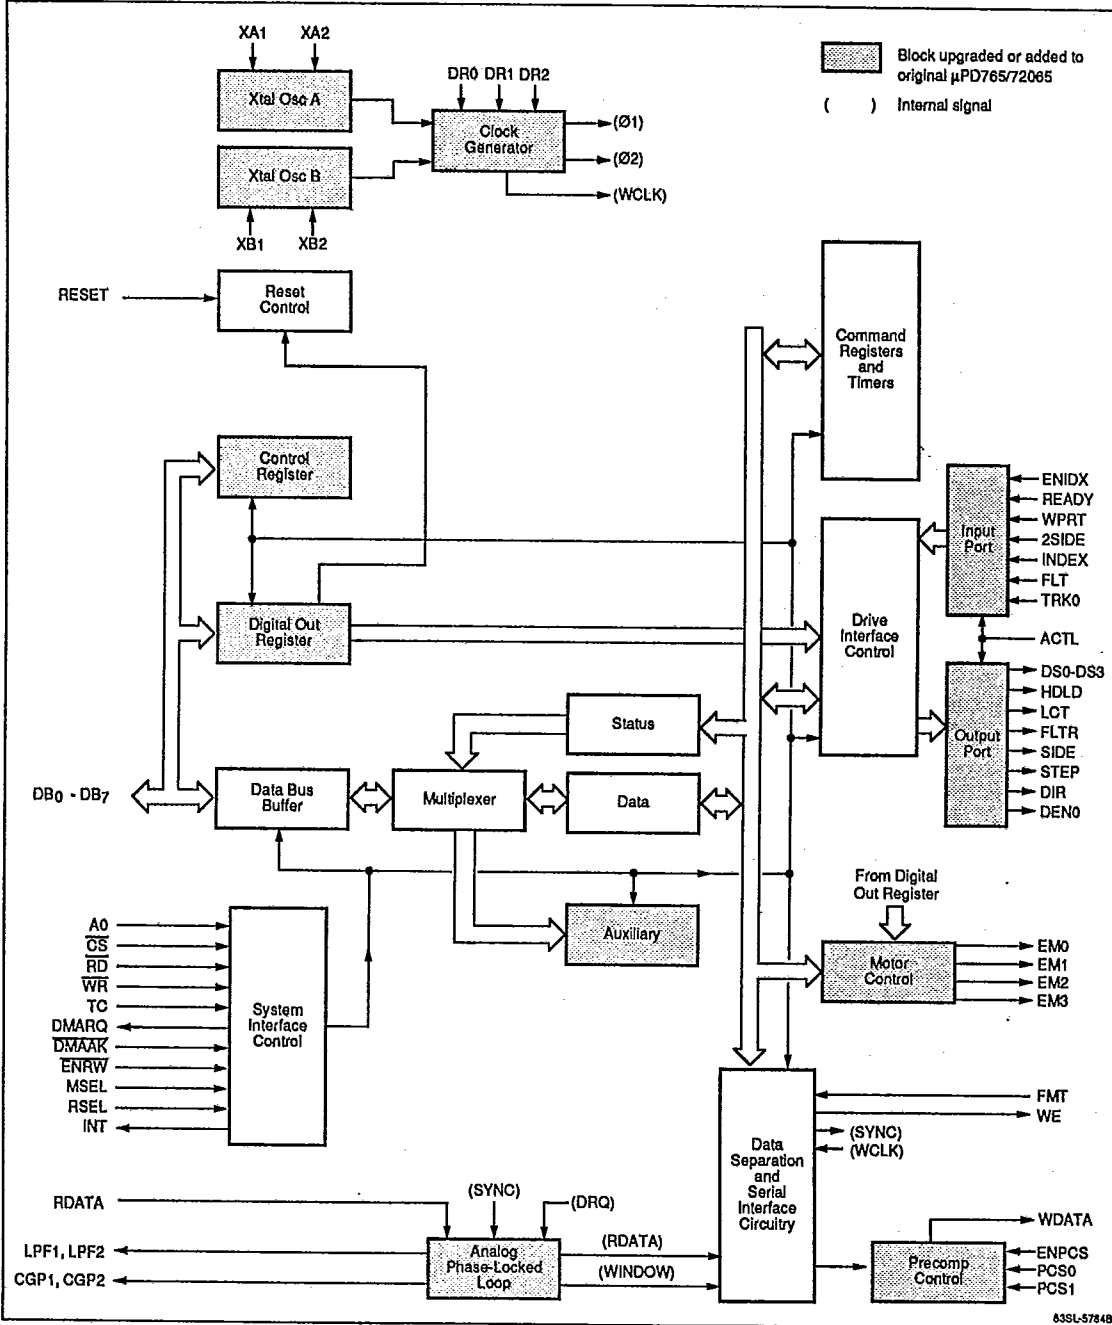 XA1 XA2
Xtal Osc A
Xtal Osc B
XB1 XB2
DR0 DR1 DR2
Clock
Generator
(Ø1)
(Ø2)
(WCLK)
Block upgraded or added to
original µPD765/72065
( ) Internal signal
RESET
Reset
Control
Control
Register
Digital Out
Register
Command
Registers
and
Timers
Drive
Interface
Control
Input
Port
ENIDX
READY
WPRT
2SIDE
INDEX
FLT
TRK0
ACTL
Output
Port
DS0-DS3
HDLD
LCT
FLTR
SIDE
STEP
DIR
DEN0
Status
DB0 - DB7
Data Bus
Buffer
Multiplexer
Data
Auxiliary
From Digital
Out Register
Motor
Control
EM0
EM1
EM2
EM3
A0
CS
RD
WR
TC
DMARQ
DMAAK
ENRW
MSEL
RSEL
INT
System
Interface
Control
Data
Separation
and
Serial
Interface
Circuitry
FMT
WE
(SYNC)
(WCLK)
RDATA
LPF1, LPF2
CGP1, CGP2
(SYNC)
(DRQ)
Analog
Phase-Locked
Loop
(RDATA)
(WINDOW)
WDATA
Precomp
Control
ENPCS
PCS0
PCS1
83SL-5784B